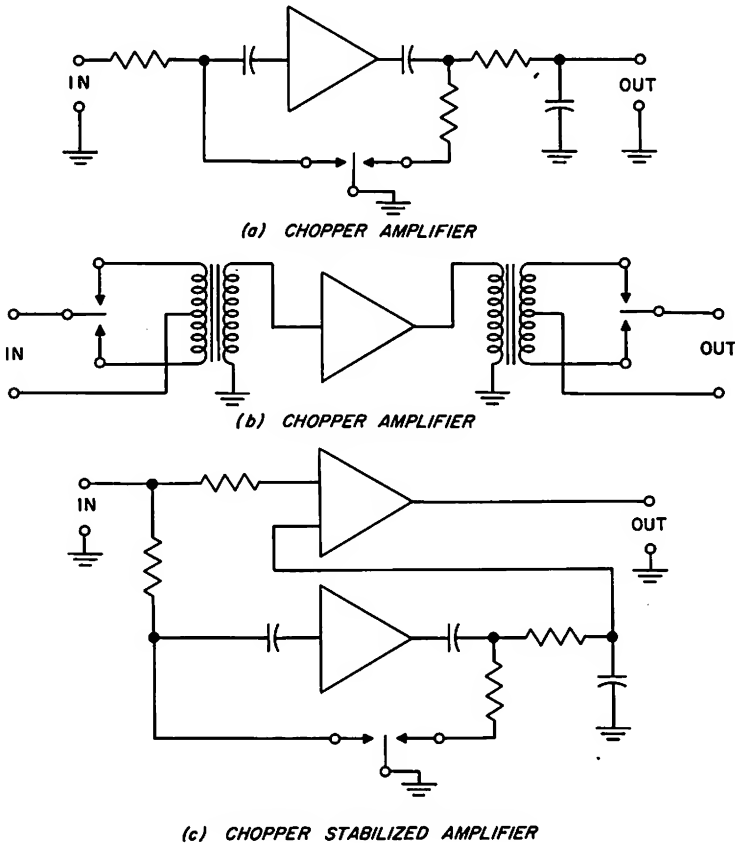 IN
OUT
(a) CHOPPER AMPLIFIER
IN
OUT
(b) CHOPPER AMPLIFIER
IN
OUT
(c) CHOPPER STABILIZED AMPLIFIER